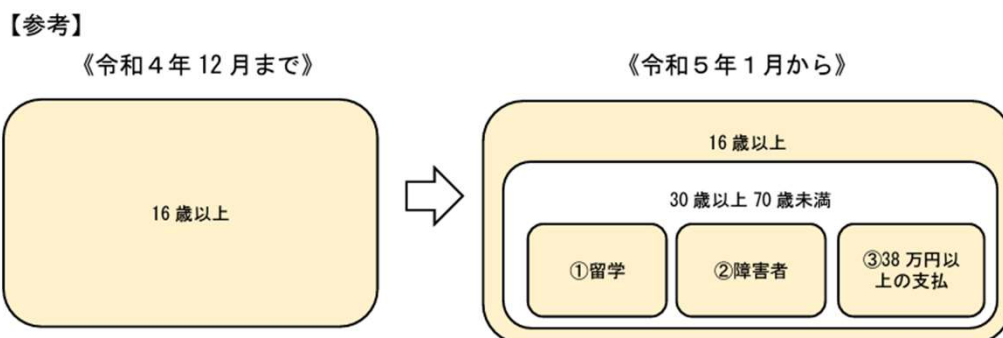 【参考】
《令和４年 12 月まで》
《令和５年１月から》
16 歳以上
16 歳以上
30 歳以上 70 歳未満
①留学
②障害者
③38 万円以
上の支払